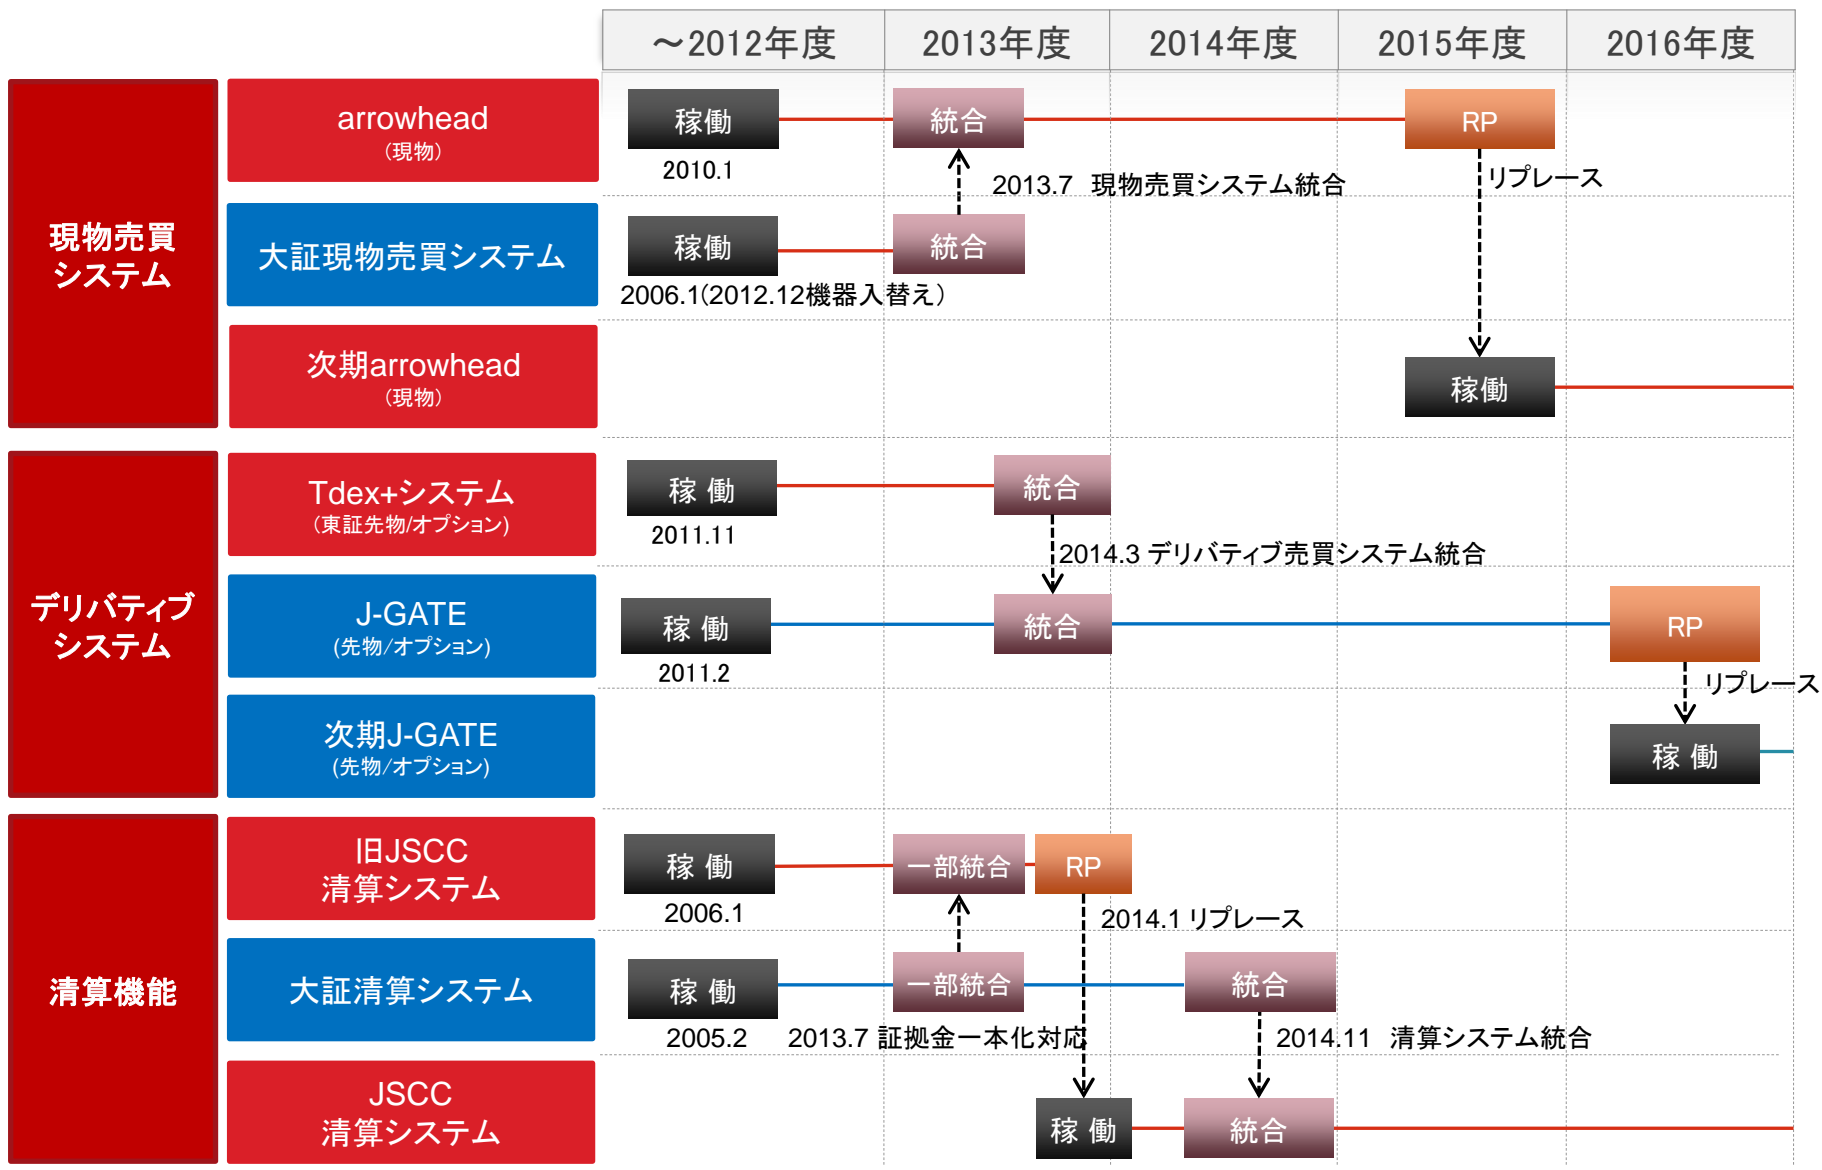 ～2012年度 2013年度 2014年度 2015年度 2016年度
現物売買
システム
arrowhead
（現物）
稼働
2010.1
統合
RP
リプレース
2013.7 現物売買システム統合
大証現物売買システム
稼働
2006.1(2012.12機器入替え）
統合
次期arrowhead
（現物）
稼働
デリバティブ
システム
Tdex+システム
（東証先物/オプション)
稼 働
2011.11
統合
2014.3 デリバティブ売買システム統合
J-GATE
(先物/オプション)
稼 働
2011.2
統合
RP
リプレース
次期J-GATE
(先物/オプション)
稼 働
清算機能
旧JSCC
清算システム
稼 働
2006.1
一部統合
RP
2014.1 リプレース
大証清算システム
稼 働
2005.2
一部統合
2013.7 証拠金一本化対応
統合
2014.11 清算システム統合
JSCC
清算システム
稼 働
統合